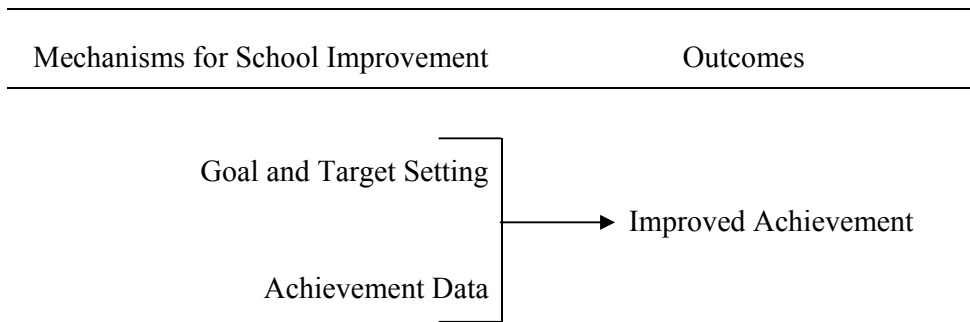 Mechanisms for School Improvement Outcomes
Goal and Target Setting
Improved Achievement
Achievement Data